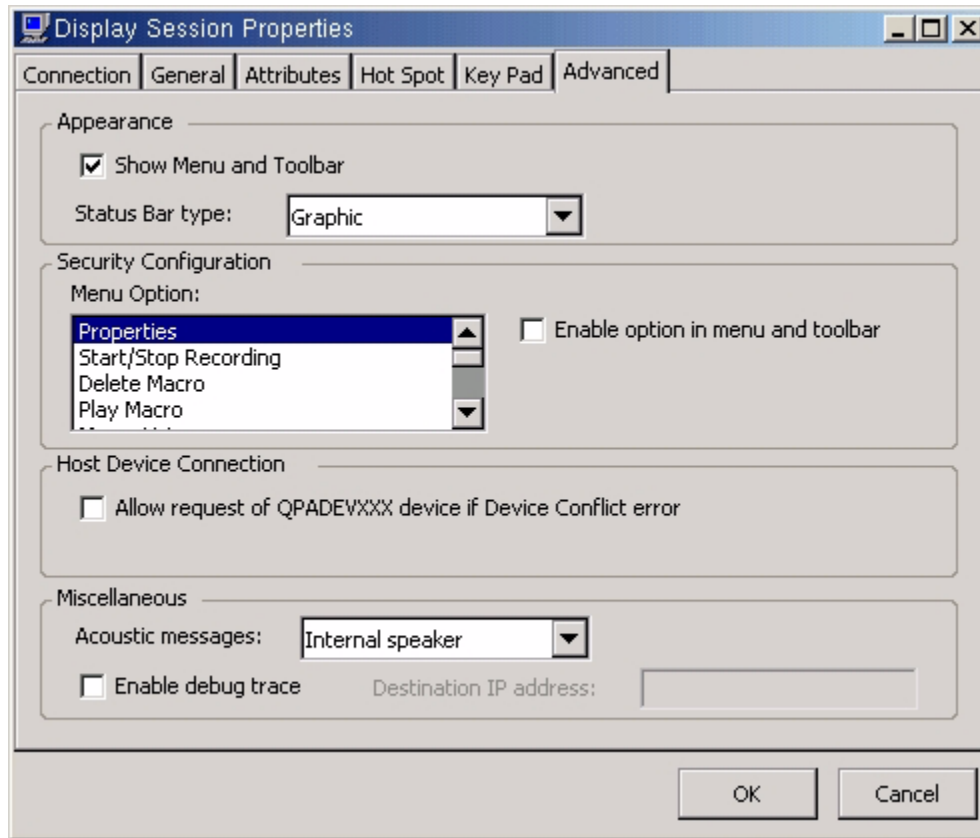 Display Session Properties
Connection General Attributes Hot Spot Key Pad Advanced
Appearance
Show Menu and Toolbar
Status Bar type: Graphic
Security Configuration
Menu Option:
Properties
Start/Stop Recording
Delete Macro
Play Macro
Enable option in menu and toolbar
Host Device Connection
Allow request of QPADEVXXX device if Device Conflict error
Miscellaneous
Acoustic messages: Internal speaker
Enable debug trace Destination IP address:
OK Cancel